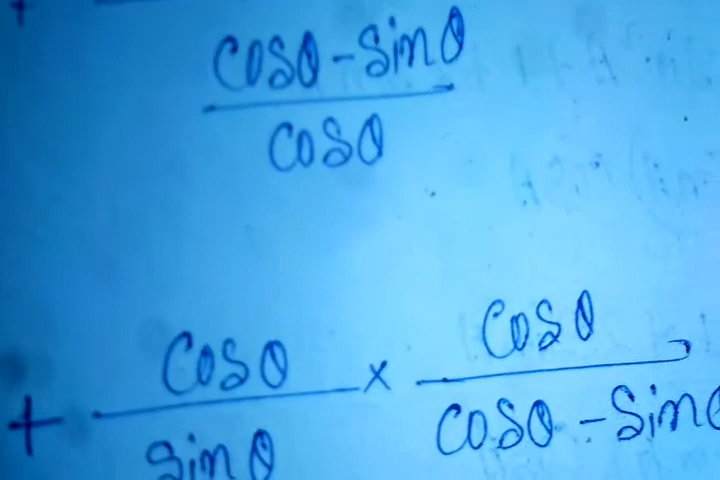 +
cosθ - sinθ
cosθ
+ cosθ × cosθ
sinθ cosθ - sin